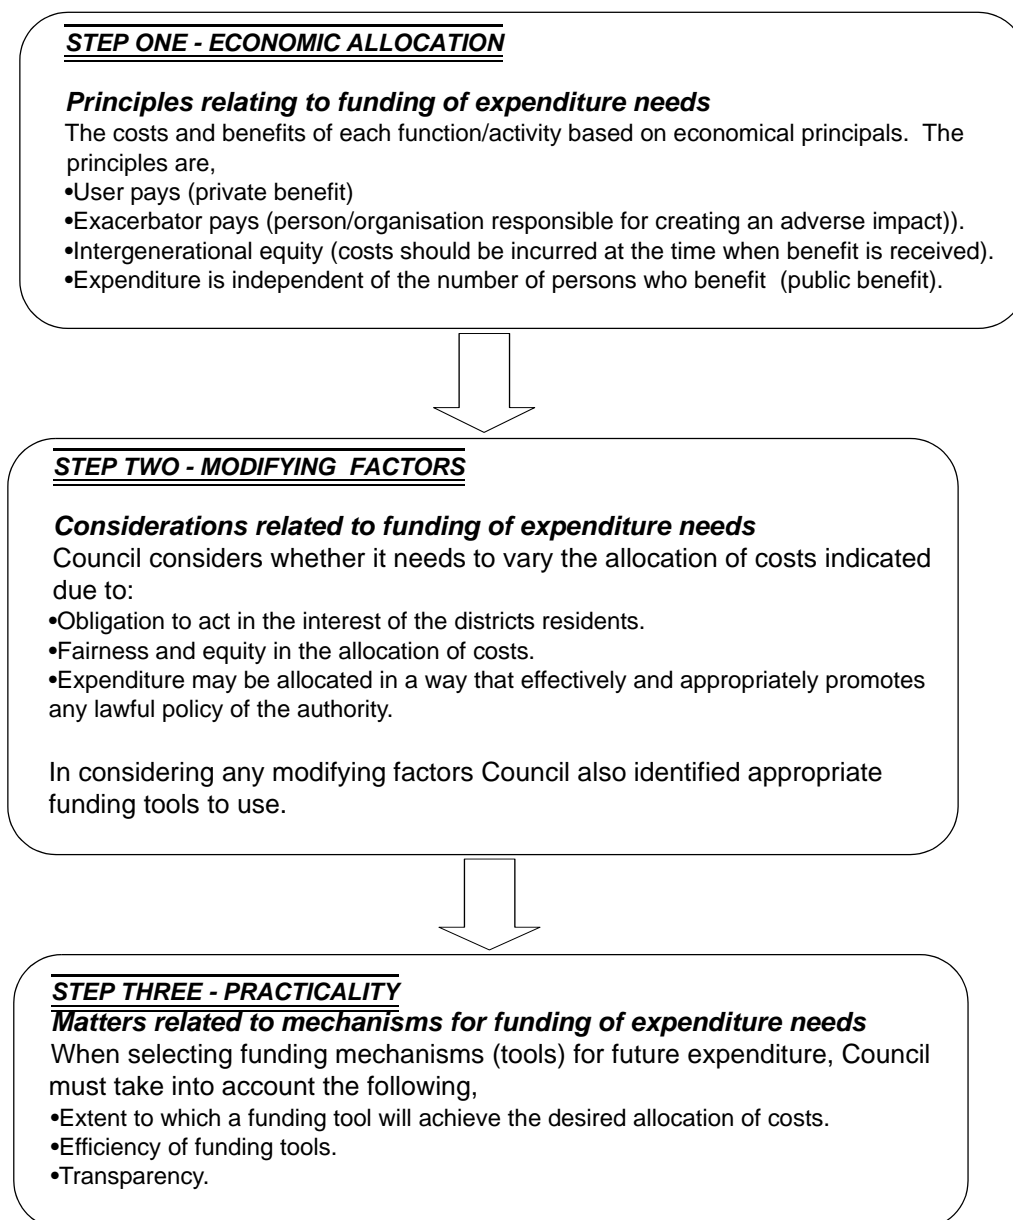 STEP ONE - ECONOMIC ALLOCATION
Principles relating to funding of expenditure needs
The costs and benefits of each function/activity based on economical principals.  The
principles are,
•User pays (private benefit)
•Exacerbator pays (person/organisation responsible for creating an adverse impact)).
•Intergenerational equity (costs should be incurred at the time when benefit is received).
•Expenditure is independent of the number of persons who benefit  (public benefit).
STEP TWO - MODIFYING  FACTORS
Considerations related to funding of expenditure needs
Council considers whether it needs to vary the allocation of costs indicated
due to:
•Obligation to act in the interest of the districts residents.
•Fairness and equity in the allocation of costs.
•Expenditure may be allocated in a way that effectively and appropriately promotes
any lawful policy of the authority.
In considering any modifying factors Council also identified appropriate
funding tools to use.
STEP THREE - PRACTICALITY
Matters related to mechanisms for funding of expenditure needs
When selecting funding mechanisms (tools) for future expenditure, Council
must take into account the following,
•Extent to which a funding tool will achieve the desired allocation of costs.
•Efficiency of funding tools.
•Transparency.